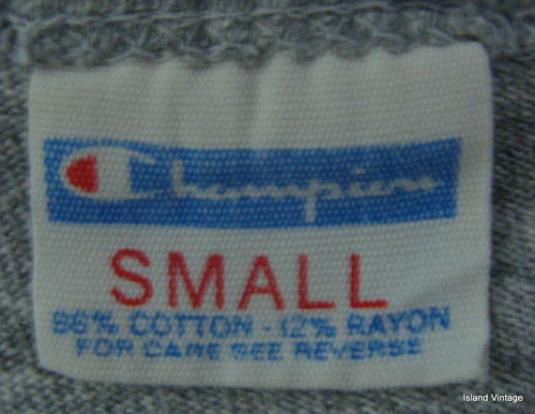 Champion
SMALL
88% COTTON - 12% RAYON
FOR CARE SEE REVERSE
Island Vintage